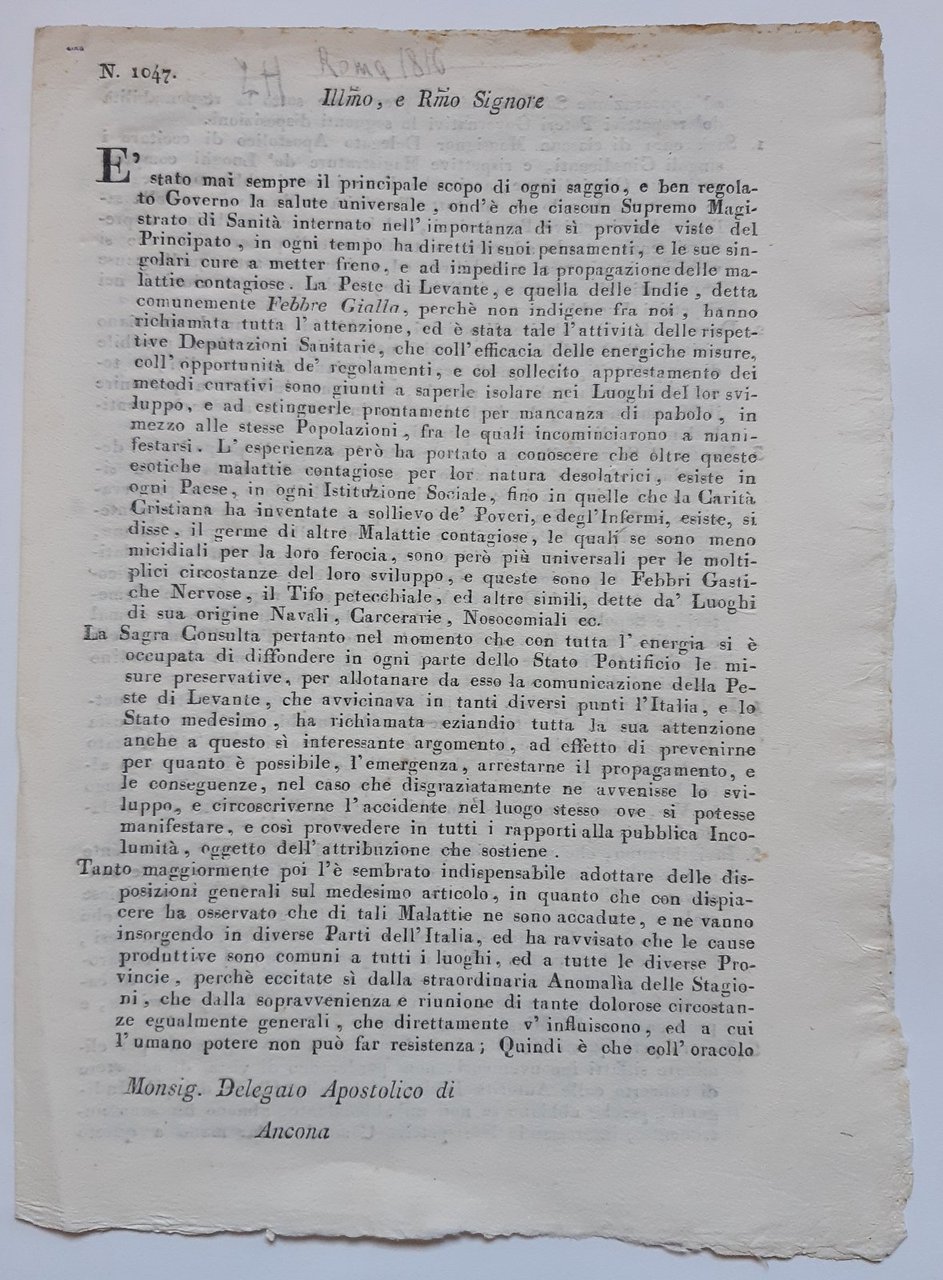 N. 1047.
Roma 1816
Illm̃o, e Rm̃o Signore
E' stato mai sempre il principale scopo di ogni saggio, e ben regola-
to Governo la salute universale, ond'è che ciascun Supremo Magi-
strato di Sanità internato nell'importanza di sì provide viste del
Principato, in ogni tempo ha diretti li suoi pensamenti, e le sue sin-
golari cure a metter freno, e ad impedire la propagazione delle ma-
lattie contagiose. La Peste di Levante, e quella delle Indie, detta
comunemente Febbre Gialla, perchè non indigene fra noi, hanno
richiamata tutta l'attenzione, ed è stata tale l'attività delle rispet-
tive Deputazioni Sanitarie, che coll'efficacia delle energiche misure,
coll'opportunità de' regolamenti, e col sollecito apprestamento dei
metodi curativi sono giunti a saperle isolare nei Luoghi del lor svi-
luppo, e ad estinguerle prontamente per mancanza di pabolo, in
mezzo alle stesse Popolazioni, fra le quali incominciarono a mani-
festarsi. L'esperienza però ha portato a conoscere che oltre queste
esotiche malattie contagiose per lor natura desolatrici, esiste in
ogni Paese, in ogni Istituzione Sociale, fino in quelle che la Carità
Cristiana ha inventate a sollievo de' Poveri, e degl'Infermi, esiste, si
disse, il germe di altre Malattie contagiose, le quali se sono meno
micidiali per la loro ferocia, sono però più universali per le molti-
plici circostanze del loro sviluppo, e queste sono le Febbri Gastri-
che Nervose, il Tifo petecchiale, ed altre simili, dette da' Luoghi
di sua origine Navali, Carcerarie, Nosocomiali ec.
La Sagra Consulta pertanto nel momento che con tutta l'energia si è
occupata di diffondere in ogni parte dello Stato Pontificio le mi-
sure preservative, per allotanare da esso la comunicazione della Pe-
ste di Levante, che avvicinava in tanti diversi punti l'Italia, e lo
Stato medesimo, ha richiamata eziandio tutta la sua attenzione
anche a questo sì interessante argomento, ad effetto di prevenirne
per quanto è possibile, l'emergenza, arrestarne il propagamento, e
le conseguenze, nel caso che disgraziatamente ne avvenisse lo svi-
luppo, e circoscriverne l'accidente nel luogo stesso ove si potesse
manifestare, e così provvedere in tutti i rapporti alla pubblica Inco-
lumità, oggetto dell'attribuzione che sostiene.
Tanto maggiormente poi l'è sembrato indispensabile adottare delle dis-
posizioni generali sul medesimo articolo, in quanto che con dispia-
cere ha osservato che di tali Malattie ne sono accadute, e ne vanno
insorgendo in diverse Parti dell'Italia, ed ha ravvisato che le cause
produttive sono comuni a tutti i luoghi, ed a tutte le diverse Pro-
vincie, perchè eccitate sì dalla straordinaria Anomalìa delle Stagio-
ni, che dalla sopravvenienza e riunione di tante dolorose circostan-
ze egualmente generali, che direttamente v'influiscono, ed a cui
l'umano potere non può far resistenza; Quindi è che coll'oracolo
Monsig. Delegato Apostolico di
Ancona